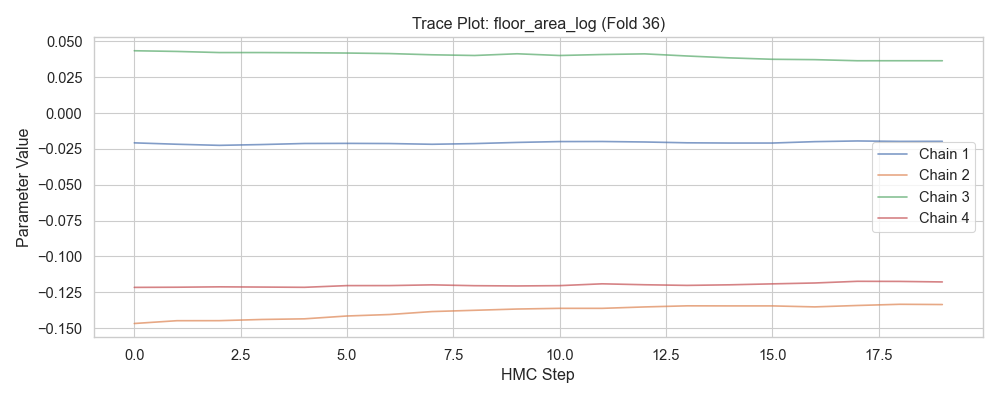 Trace Plot: floor_area_log (Fold 36)
Parameter Value
0.050
0.025
0.000
−0.025
−0.050
−0.075
−0.100
−0.125
−0.150
Chain 1
Chain 2
Chain 3
Chain 4
0.0 2.5 5.0 7.5 10.0 12.5 15.0 17.5
HMC Step